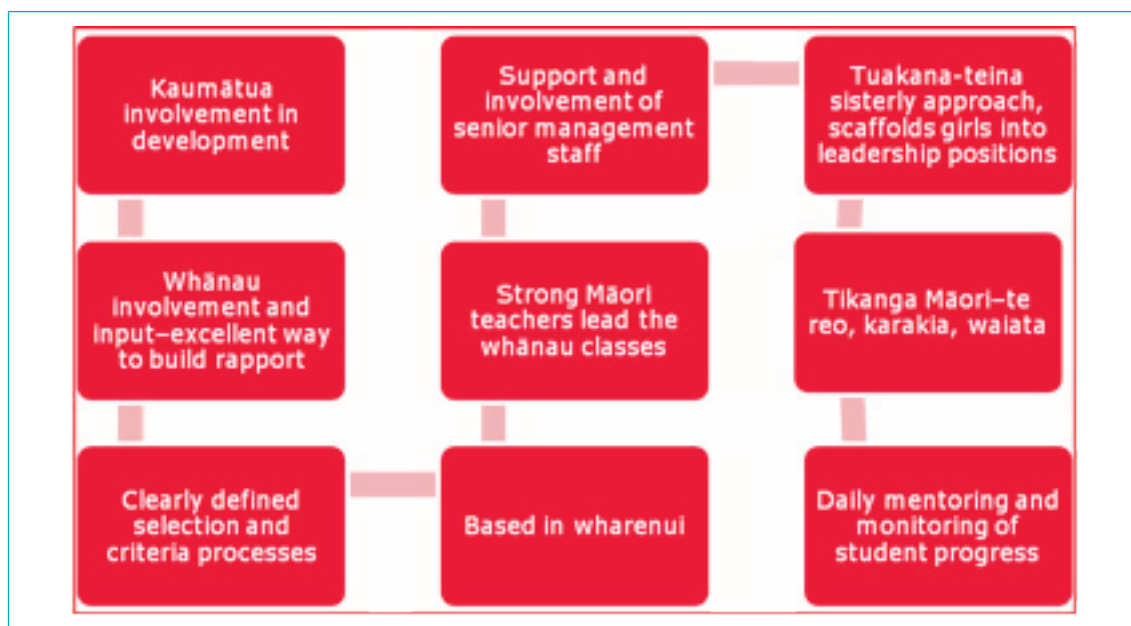 Kaumātua
involvement in
development
Whānau
involvement and
input–excellent way
to build rapport
Clearly defined
selection and
criteria processes
Based in wharenui
Strong Māori
teachers lead the
whānau classes
Support and
involvement of
senior management
staff
Tuakana-teina
sisterly approach,
scaffolds girls into
leadership positions
Tikanga Māori–te
reo, karakia, waiata
Daily mentoring and
monitoring of
student progress